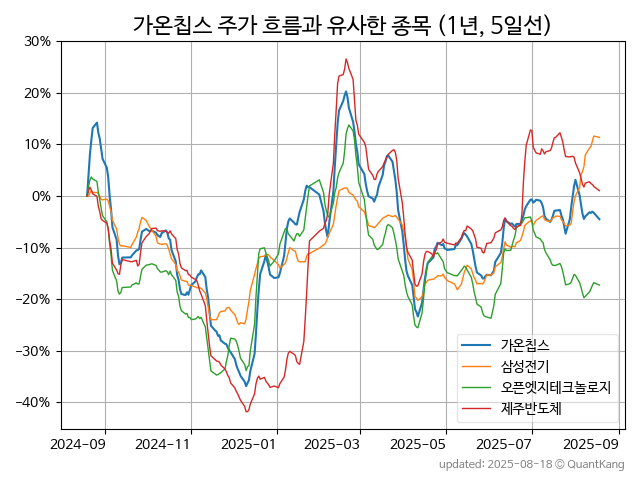 가온칩스 주가 흐름과 유사한 종목 (1년, 5일선)
30%
20%
10%
0%
−10%
−20%
−30%
−40%
가온칩스
삼성전기
오픈엣지테크놀로지
제주반도체
2024-09 2024-11 2025-01 2025-03 2025-05 2025-07 2025-09
updated: 2025-08-18 © QuantKang